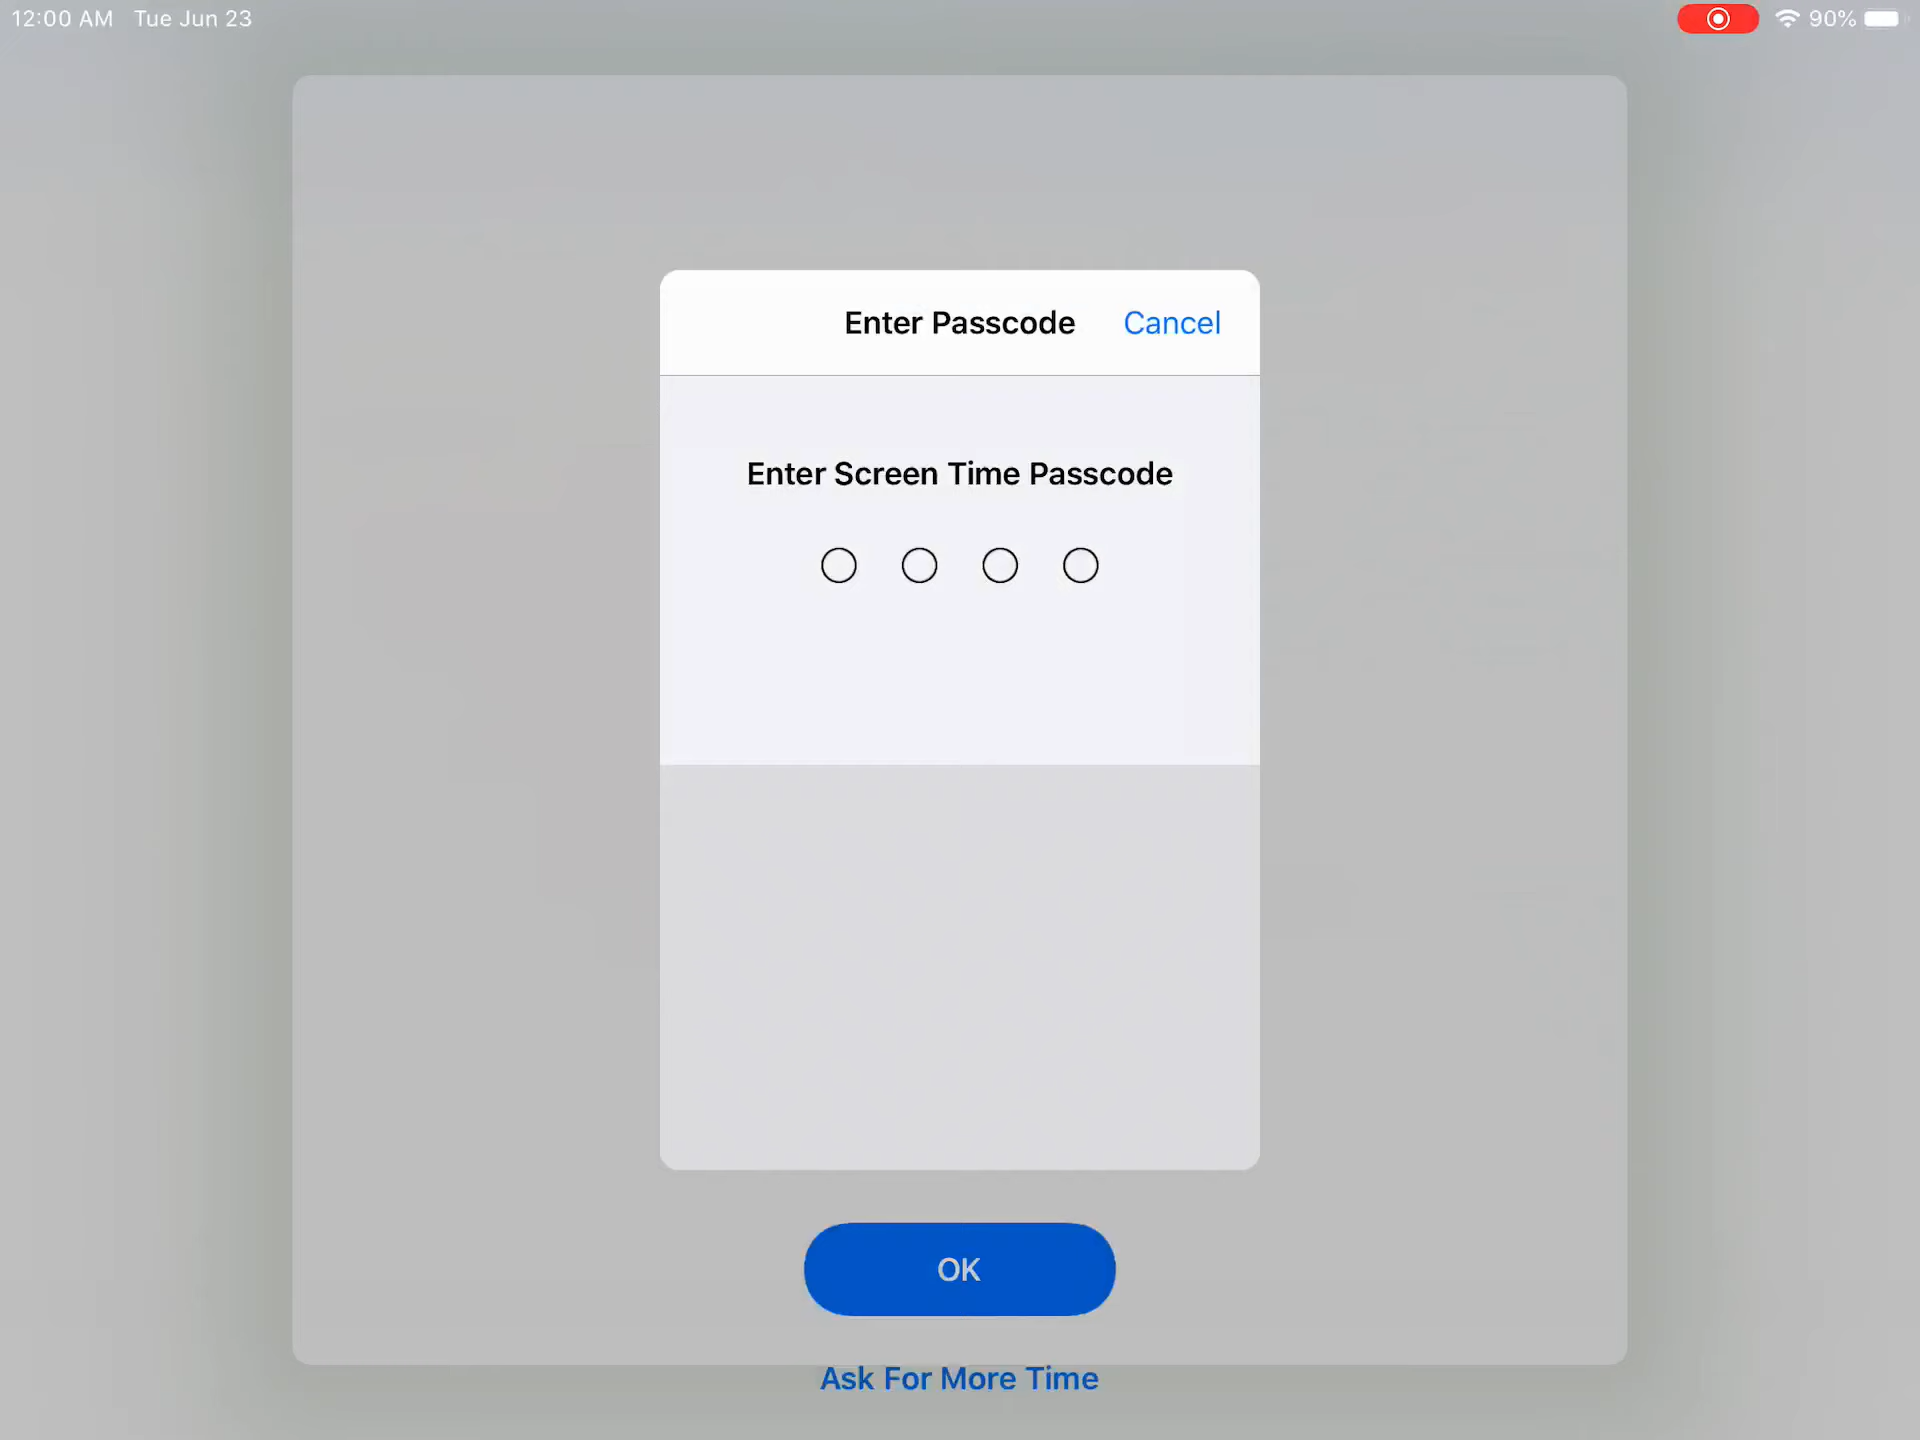 12:00 AM Tue Jun 23
90%
Enter Passcode Cancel
Enter Screen Time Passcode
OK
Ask For More Time